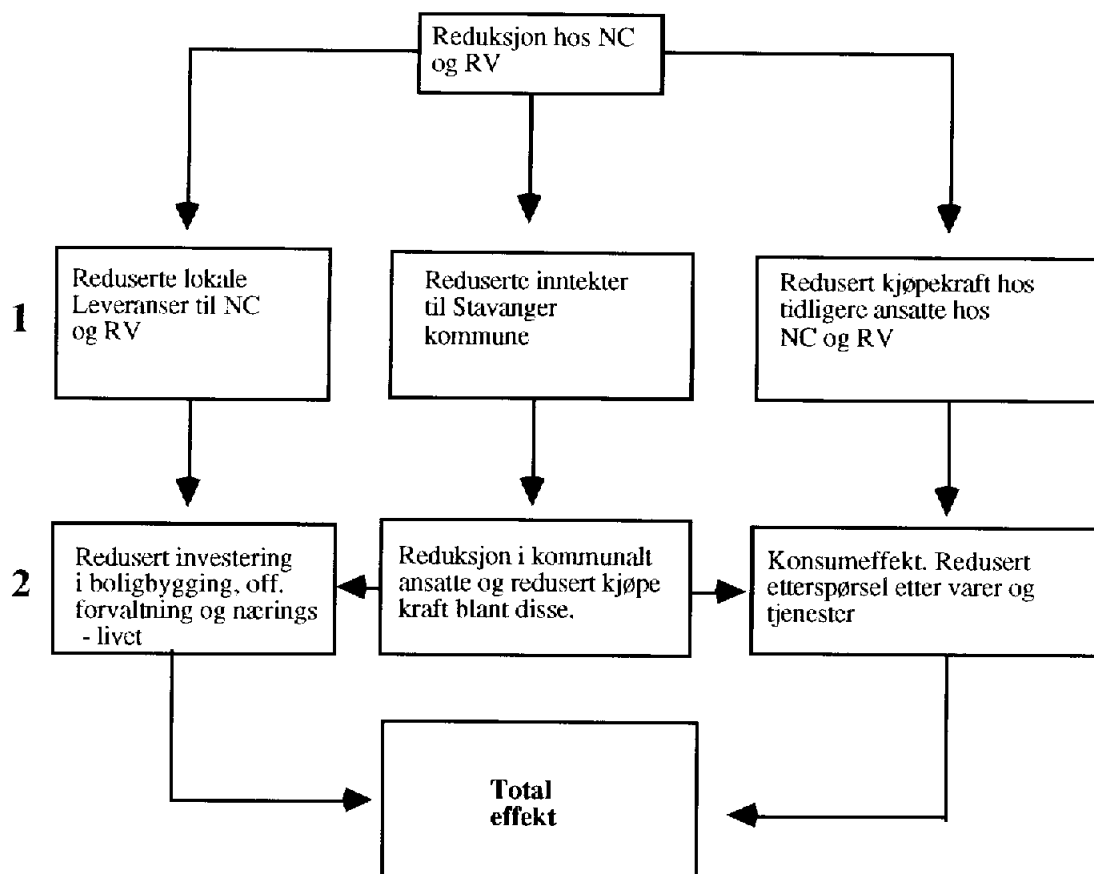 Reduksjon hos NC
og RV
1
Reduserte lokale
Leveranser til NC
og RV
Reduserte inntekter
til Stavanger
kommune
Redusert kjøpekraft hos
tidligere ansatte hos
NC og RV
2
Redusert investering
i boligbygging, off.
forvaltning og nærings
- livet
Reduksjon i kommunalt
ansatte og redusert kjøpe
kraft blant disse.
Konsumeffekt. Redusert
etterspørsel etter varer og
tjenester
Total
effekt